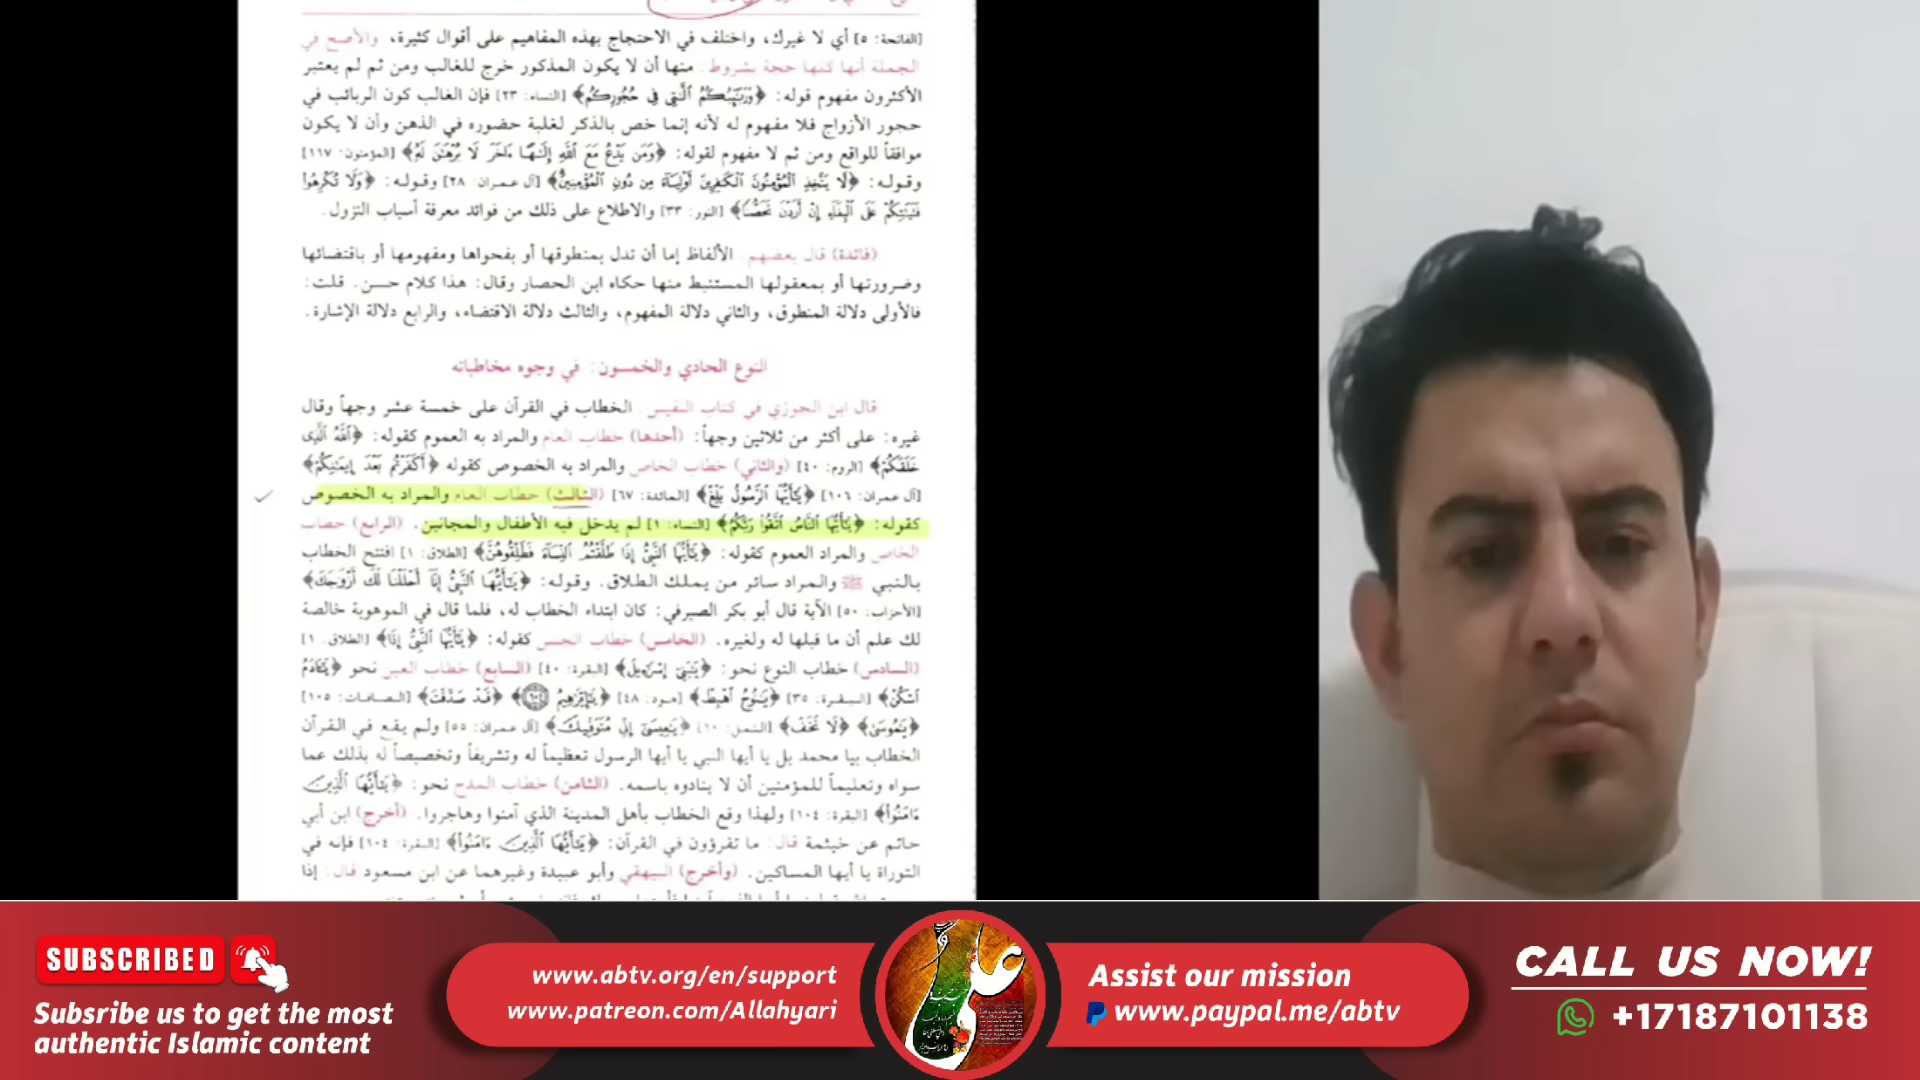 [الفاتحة: ٥] أي لا غيرك، واختلف في الاحتجاج بهذه المفاهيم على أقوال كثيرة، والأصح في
الجملة أنها كلها حجة بشروط: منها أن لا يكون المذكور خرج للغالب ومن ثم لم يعتبر
الأكثرون مفهوم قوله: ﴿وَرَبَٰٓئِبُكُمُ ٱلَّٰتِى فِى حُجُورِكُم﴾ [النساء: ٢٣] فإن الغالب كون الربائب في
حجور الأزواج فلا مفهوم له لأنه إنما خص بالذكر لغلبة حضوره في الذهن وأن لا يكون
موافقاً للواقع ومن ثم لا مفهوم لقوله: ﴿وَمَن يَدْعُ مَعَ ٱللَّهِ إِلَٰهًا ءَاخَرَ لَا بُرْهَٰنَ لَهُۥ﴾ [المؤمنون: ١١٧]
وقوله: ﴿لَّا يَتَّخِذِ ٱلْمُؤْمِنُونَ ٱلْكَٰفِرِينَ أَوْلِيَآءَ مِن دُونِ ٱلْمُؤْمِنِينَ﴾ [آل عمران: ٢٨] وقوله: ﴿وَلَا تُكْرِهُوا۟
فَتَيَٰتِكُمْ عَلَى ٱلْبِغَآءِ إِنْ أَرَدْنَ تَحَصُّنًا﴾ [النور: ٣٣] والاطلاع على ذلك من فوائد معرفة أسباب النزول.
(فائدة) قال بعضهم: الألفاظ إما أن تدل بمنطوقها أو بفحواها ومفهومها أو باقتضائها
وضرورتها أو بمعقولها المستنبط منها حكاه ابن الحصار وقال: هذا كلام حسن. قلت:
فالأولى دلالة المنطوق، والثاني دلالة المفهوم، والثالث دلالة الاقتضاء، والرابع دلالة الإشارة.
النوع الحادي والخمسون: في وجوه مخاطباته
قال ابن الجوزي في كتاب النفيس: الخطاب في القرآن على خمسة عشر وجهاً وقال
غيره: على أكثر من ثلاثين وجهاً: (أحدها) خطاب العام والمراد به العموم كقوله: ﴿ٱللَّهُ ٱلَّذِى
خَلَقَكُمْ﴾ [الروم: ٤٠] (والثاني) خطاب الخاص والمراد به الخصوص كقوله ﴿أَكَفَرْتُم بَعْدَ إِيمَٰنِكُمْ﴾
[آل عمران: ١٠٦] ﴿يَٰٓأَيُّهَا ٱلرَّسُولُ بَلِّغْ﴾ [المائدة: ٦٧] (الثالث) خطاب العام والمراد به الخصوص
كقوله: ﴿يَٰٓأَيُّهَا ٱلنَّاسُ ٱتَّقُوا۟ رَبَّكُمُ﴾ [النساء: ١] لم يدخل فيه الأطفال والمجانين. (الرابع) خطاب
الخاص والمراد العموم كقوله: ﴿يَٰٓأَيُّهَا ٱلنَّبِىُّ إِذَا طَلَّقْتُمُ ٱلنِّسَآءَ فَطَلِّقُوهُنَّ﴾ [الطلاق: ١] افتتح الخطاب
بالنبي ﷺ والمراد سائر من يملك الطلاق. وقوله: ﴿يَٰٓأَيُّهَا ٱلنَّبِىُّ إِنَّآ أَحْلَلْنَا لَكَ أَزْوَٰجَكَ﴾
[الأحزاب: ٥٠] الآية قال أبو بكر الصيرفي: كان ابتداء الخطاب له، فلما قال في الموهوبة خالصة
لك علم أن ما قبلها له ولغيره. (الخامس) خطاب الجنس كقوله: ﴿يَٰٓأَيُّهَا ٱلنَّبِىُّ إِذَا﴾ [الطلاق: ١]
(السادس) خطاب النوع نحو: ﴿يَٰبَنِىٓ إِسْرَٰٓءِيلَ﴾ [البقرة: ٤٠] (السابع) خطاب العين نحو ﴿يَٰٓـَٔادَمُ
ٱسْكُنْ﴾ [البقرة: ٣٥] ﴿يَٰنُوحُ ٱهْبِطْ﴾ [هود: ٤٨] ﴿يَٰٓإِبْرَٰهِيمُ ١٠٤﴾ ﴿قَدْ صَدَّقْتَ﴾ [الصافات: ١٠٥
﴿يَٰمُوسَىٰ﴾ ﴿لَا تَخَفْ﴾ [النمل: ١٠] ﴿يَٰعِيسَىٰٓ إِنِّى مُتَوَفِّيكَ﴾ [آل عمران: ٥٥] ولم يقع في القرآن
الخطاب بيا محمد بل يا أيها النبي يا أيها الرسول تعظيماً له وتشريفاً وتخصيصاً له بذلك عما
سواه وتعليماً للمؤمنين أن لا ينادوه باسمه. (الثامن) خطاب المدح نحو: ﴿يَٰٓأَيُّهَا ٱلَّذِينَ
ءَامَنُوا۟﴾ [البقرة: ١٠٤] ولهذا وقع الخطاب بأهل المدينة الذي آمنوا وهاجروا. (أخرج) ابن أبي
حاتم عن خيثمة قال: ما تقرؤون في القرآن: ﴿يَٰٓأَيُّهَا ٱلَّذِينَ ءَامَنُوا۟﴾ [البقرة: ١٠٤] فإنه في
التوراة يا أيها المساكين. (وأخرج) البيهقي وأبو عبيدة وغيرهما عن ابن مسعود قال: إذا
SUBSCRIBED
Subsribe us to get the most
authentic Islamic content
www.abtv.org/en/support
www.patreon.com/Allahyari
Assist our mission
www.paypal.me/abtv
CALL US NOW!
+17187101138